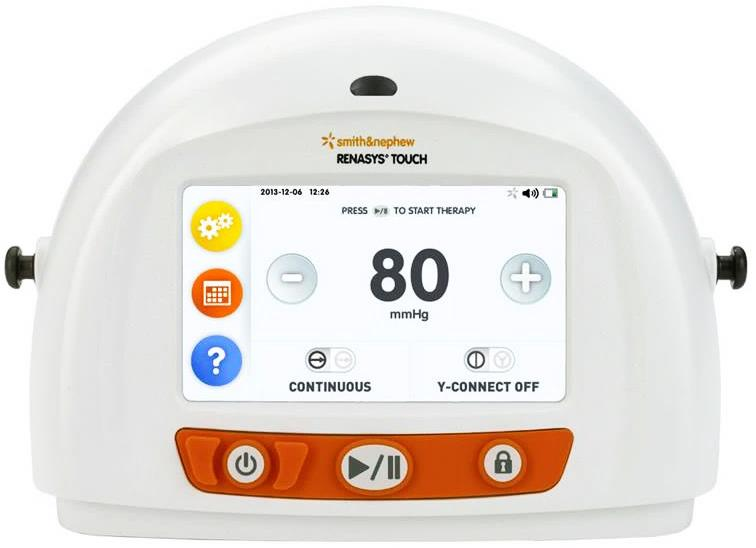 smith&nephew
RENASYS® TOUCH
2013-12-06 12:26
PRESS ▶/II TO START THERAPY
80
mmHg
CONTINUOUS
Y-CONNECT OFF
?
▶/II